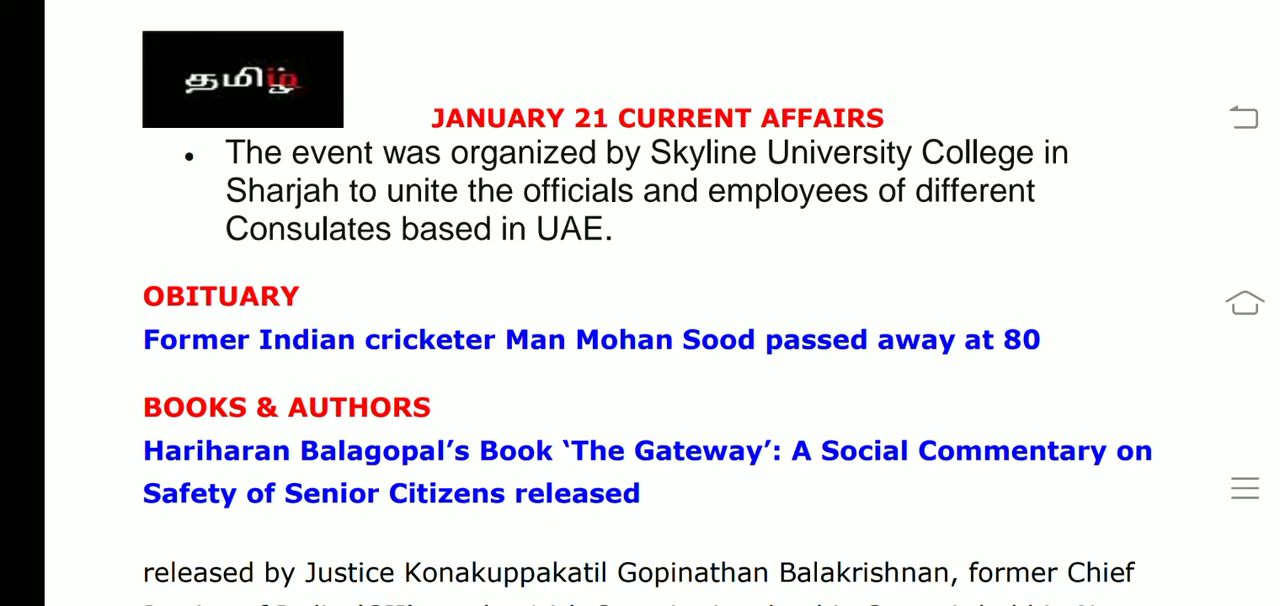 தமிழ்
JANUARY 21 CURRENT AFFAIRS
• The event was organized by Skyline University College in
Sharjah to unite the officials and employees of different
Consulates based in UAE.
OBITUARY
Former Indian cricketer Man Mohan Sood passed away at 80
BOOKS & AUTHORS
Hariharan Balagopal’s Book ‘The Gateway’: A Social Commentary on
Safety of Senior Citizens released
released by Justice Konakuppakatil Gopinathan Balakrishnan, former Chief